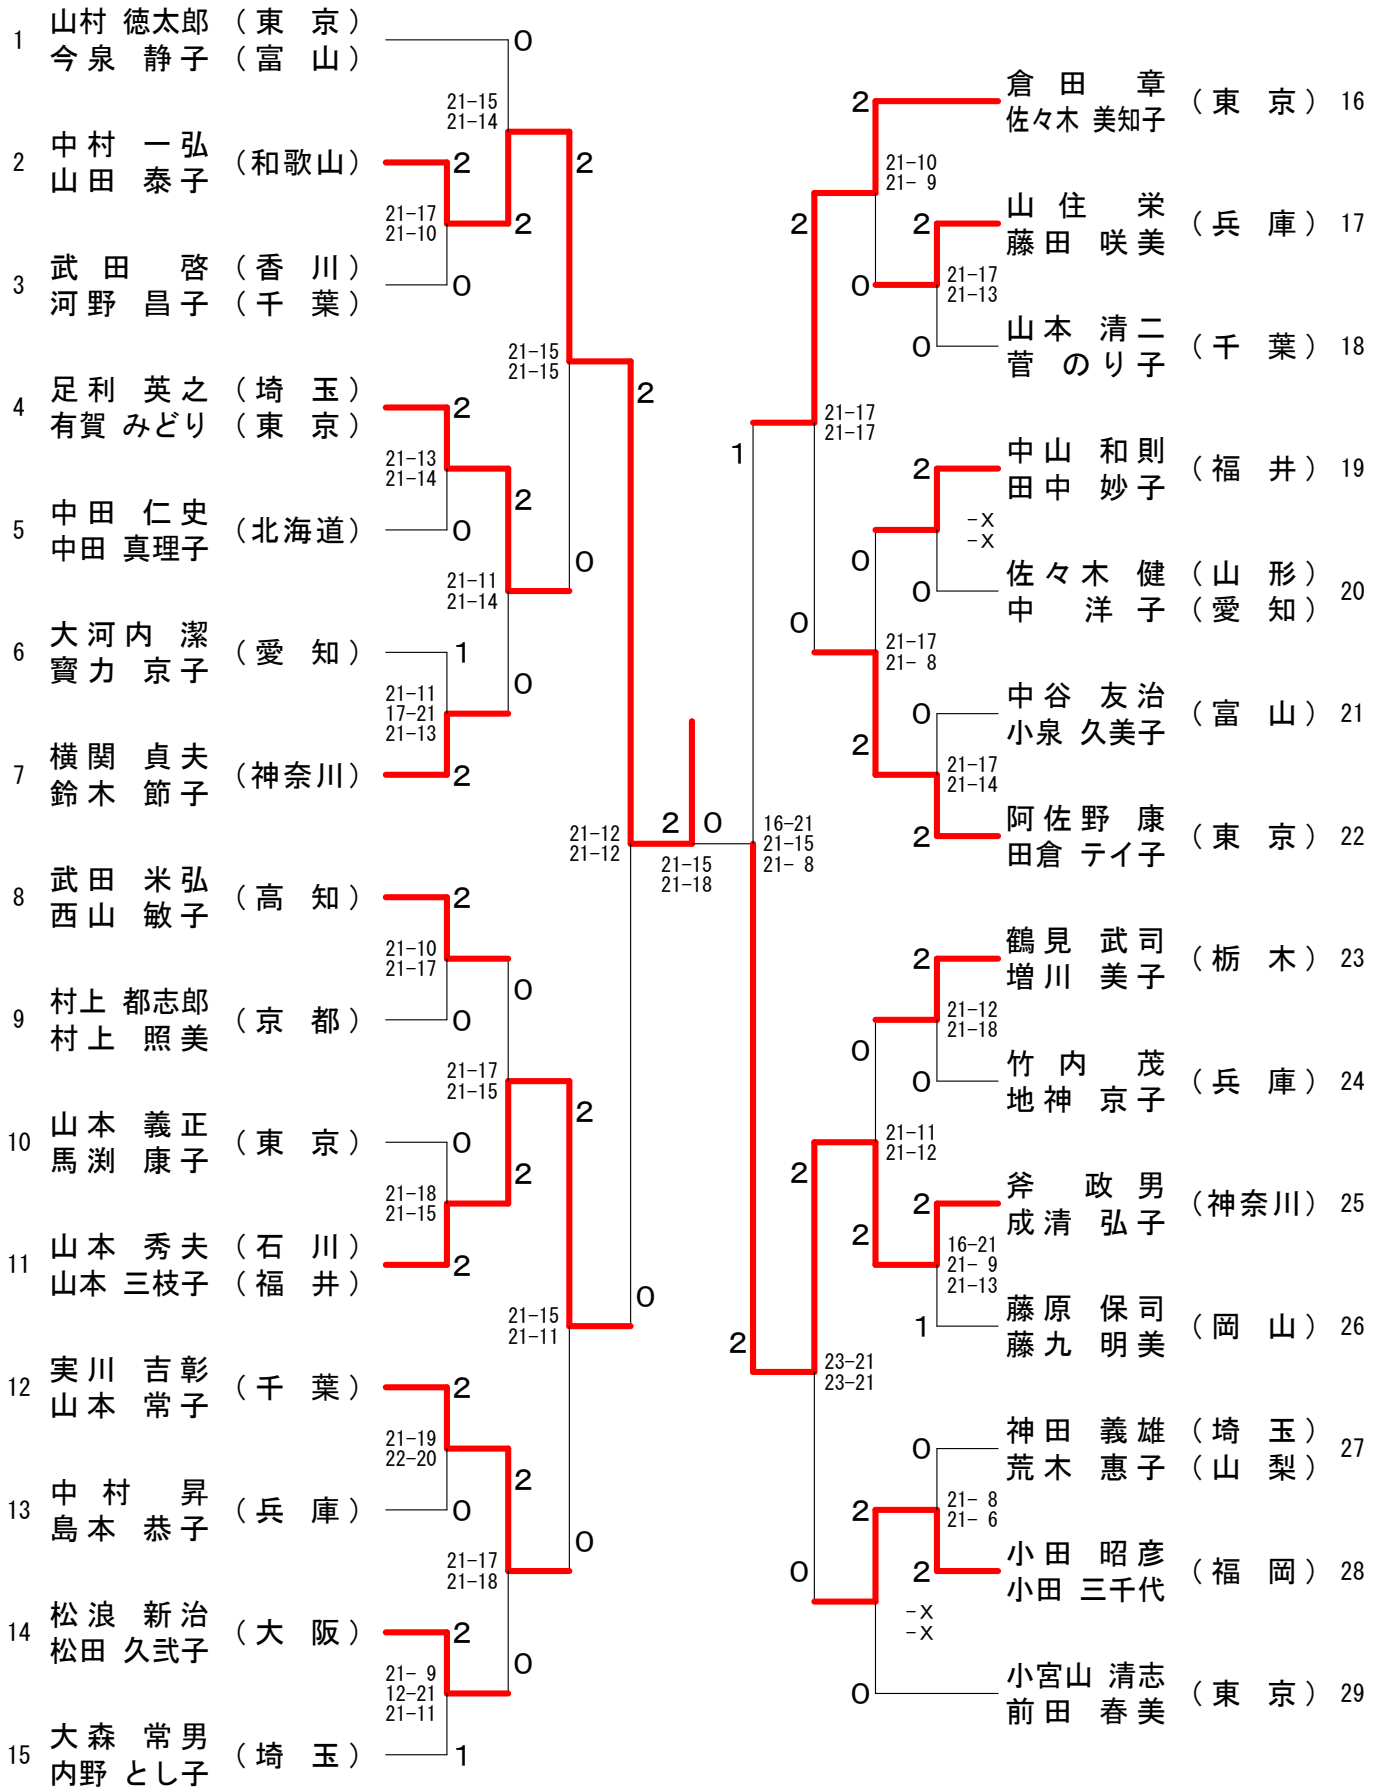 1 山村 徳太郎 (東 京)
今泉 静子 (富 山)
0
21-15
21-14
2 中村 一弘
山田 泰子 (和歌山)
2
2
21-17
21-10
2
3 武田 啓 (香 川)
河野 昌子 (千 葉)
0
21-15
21-15
2
4 足利 英之 (埼 玉)
有賀 みどり (東 京)
2
21-13
21-14
2
5 中田 仁史
中田 真理子 (北海道)
0
0
21-11
21-14
6 大河内 潔
寳力 京子 (愛 知)
1
21-11
17-21
21-13
0
7 横関 貞夫
鈴木 節子 (神奈川)
2
21-12
21-12
2 0
21-15
21-18
8 武田 米弘
西山 敏子 (高 知)
2
21-10
21-17
0
9 村上 都志郎
村上 照美 (京 都)
0
21-17
21-15
2
10 山本 義正
馬渕 康子 (東 京)
0
21-18
21-15
2
11 山本 秀夫 (石 川)
山本 三枝子 (福 井)
2
0
21-15
21-11
12 実川 吉彰
山本 常子 (千 葉)
2
21-19
22-20
2
13 中村 昇
島本 恭子 (兵 庫)
0
0
21-17
21-18
14 松浪 新治
松田 久弐子 (大 阪)
2
21- 9
12-21
21-11
0
15 大森 常男
内野 とし子 (埼 玉)
1
2 倉田 章
佐々木 美知子 (東 京) 16
21-10
21- 9
2
2 山住 栄
藤田 咲美 (兵 庫) 17
0
21-17
21-13
0 山本 清二
菅 のり子 (千 葉) 18
21-17
21-17
1
2 中山 和則
田中 妙子 (福 井) 19
-X
-X
0
0 佐々木 健 (山 形)
中 洋子 (愛 知) 20
0
21-17
21- 8
0 中谷 友治
小泉 久美子 (富 山) 21
2
21-17
21-14
2 阿佐野 康
田倉 テイ子 (東 京) 22
16-21
21-15
21- 8
2 鶴見 武司
増川 美子 (栃 木) 23
21-12
21-18
0
0 竹内 茂
地神 京子 (兵 庫) 24
21-11
21-12
2
2 斧 政男
成清 弘子 (神奈川) 25
2
16-21
21- 9
21-13
1 藤原 保司
藤九 明美 (岡 山) 26
2
23-21
23-21
0 神田 義雄 (埼 玉)
荒木 惠子 (山 梨) 27
2
21- 8
21- 6
0
2 小田 昭彦
小田 三千代 (福 岡) 28
-X
-X
0 小宮山 清志
前田 春美 (東 京) 29